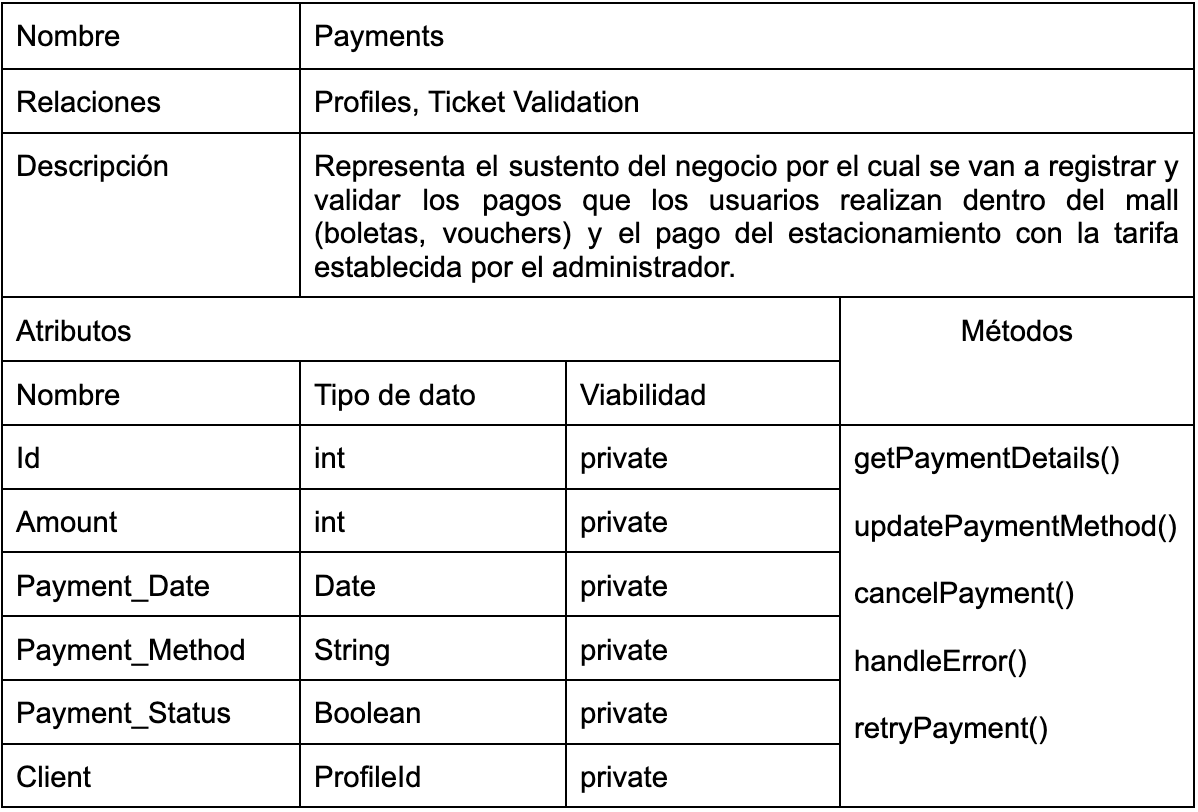 Nombre Payments
Relaciones Profiles, Ticket Validation
Descripción Representa el sustento del negocio por el cual se van a registrar y
validar los pagos que los usuarios realizan dentro del mall
(boletas, vouchers) y el pago del estacionamiento con la tarifa
establecida por el administrador.
Atributos Métodos
Nombre Tipo de dato Viabilidad
Id int private getPaymentDetails()
Amount int private updatePaymentMethod()
Payment_Date Date private cancelPayment()
Payment_Method String private handleError()
Payment_Status Boolean private retryPayment()
Client ProfileId private